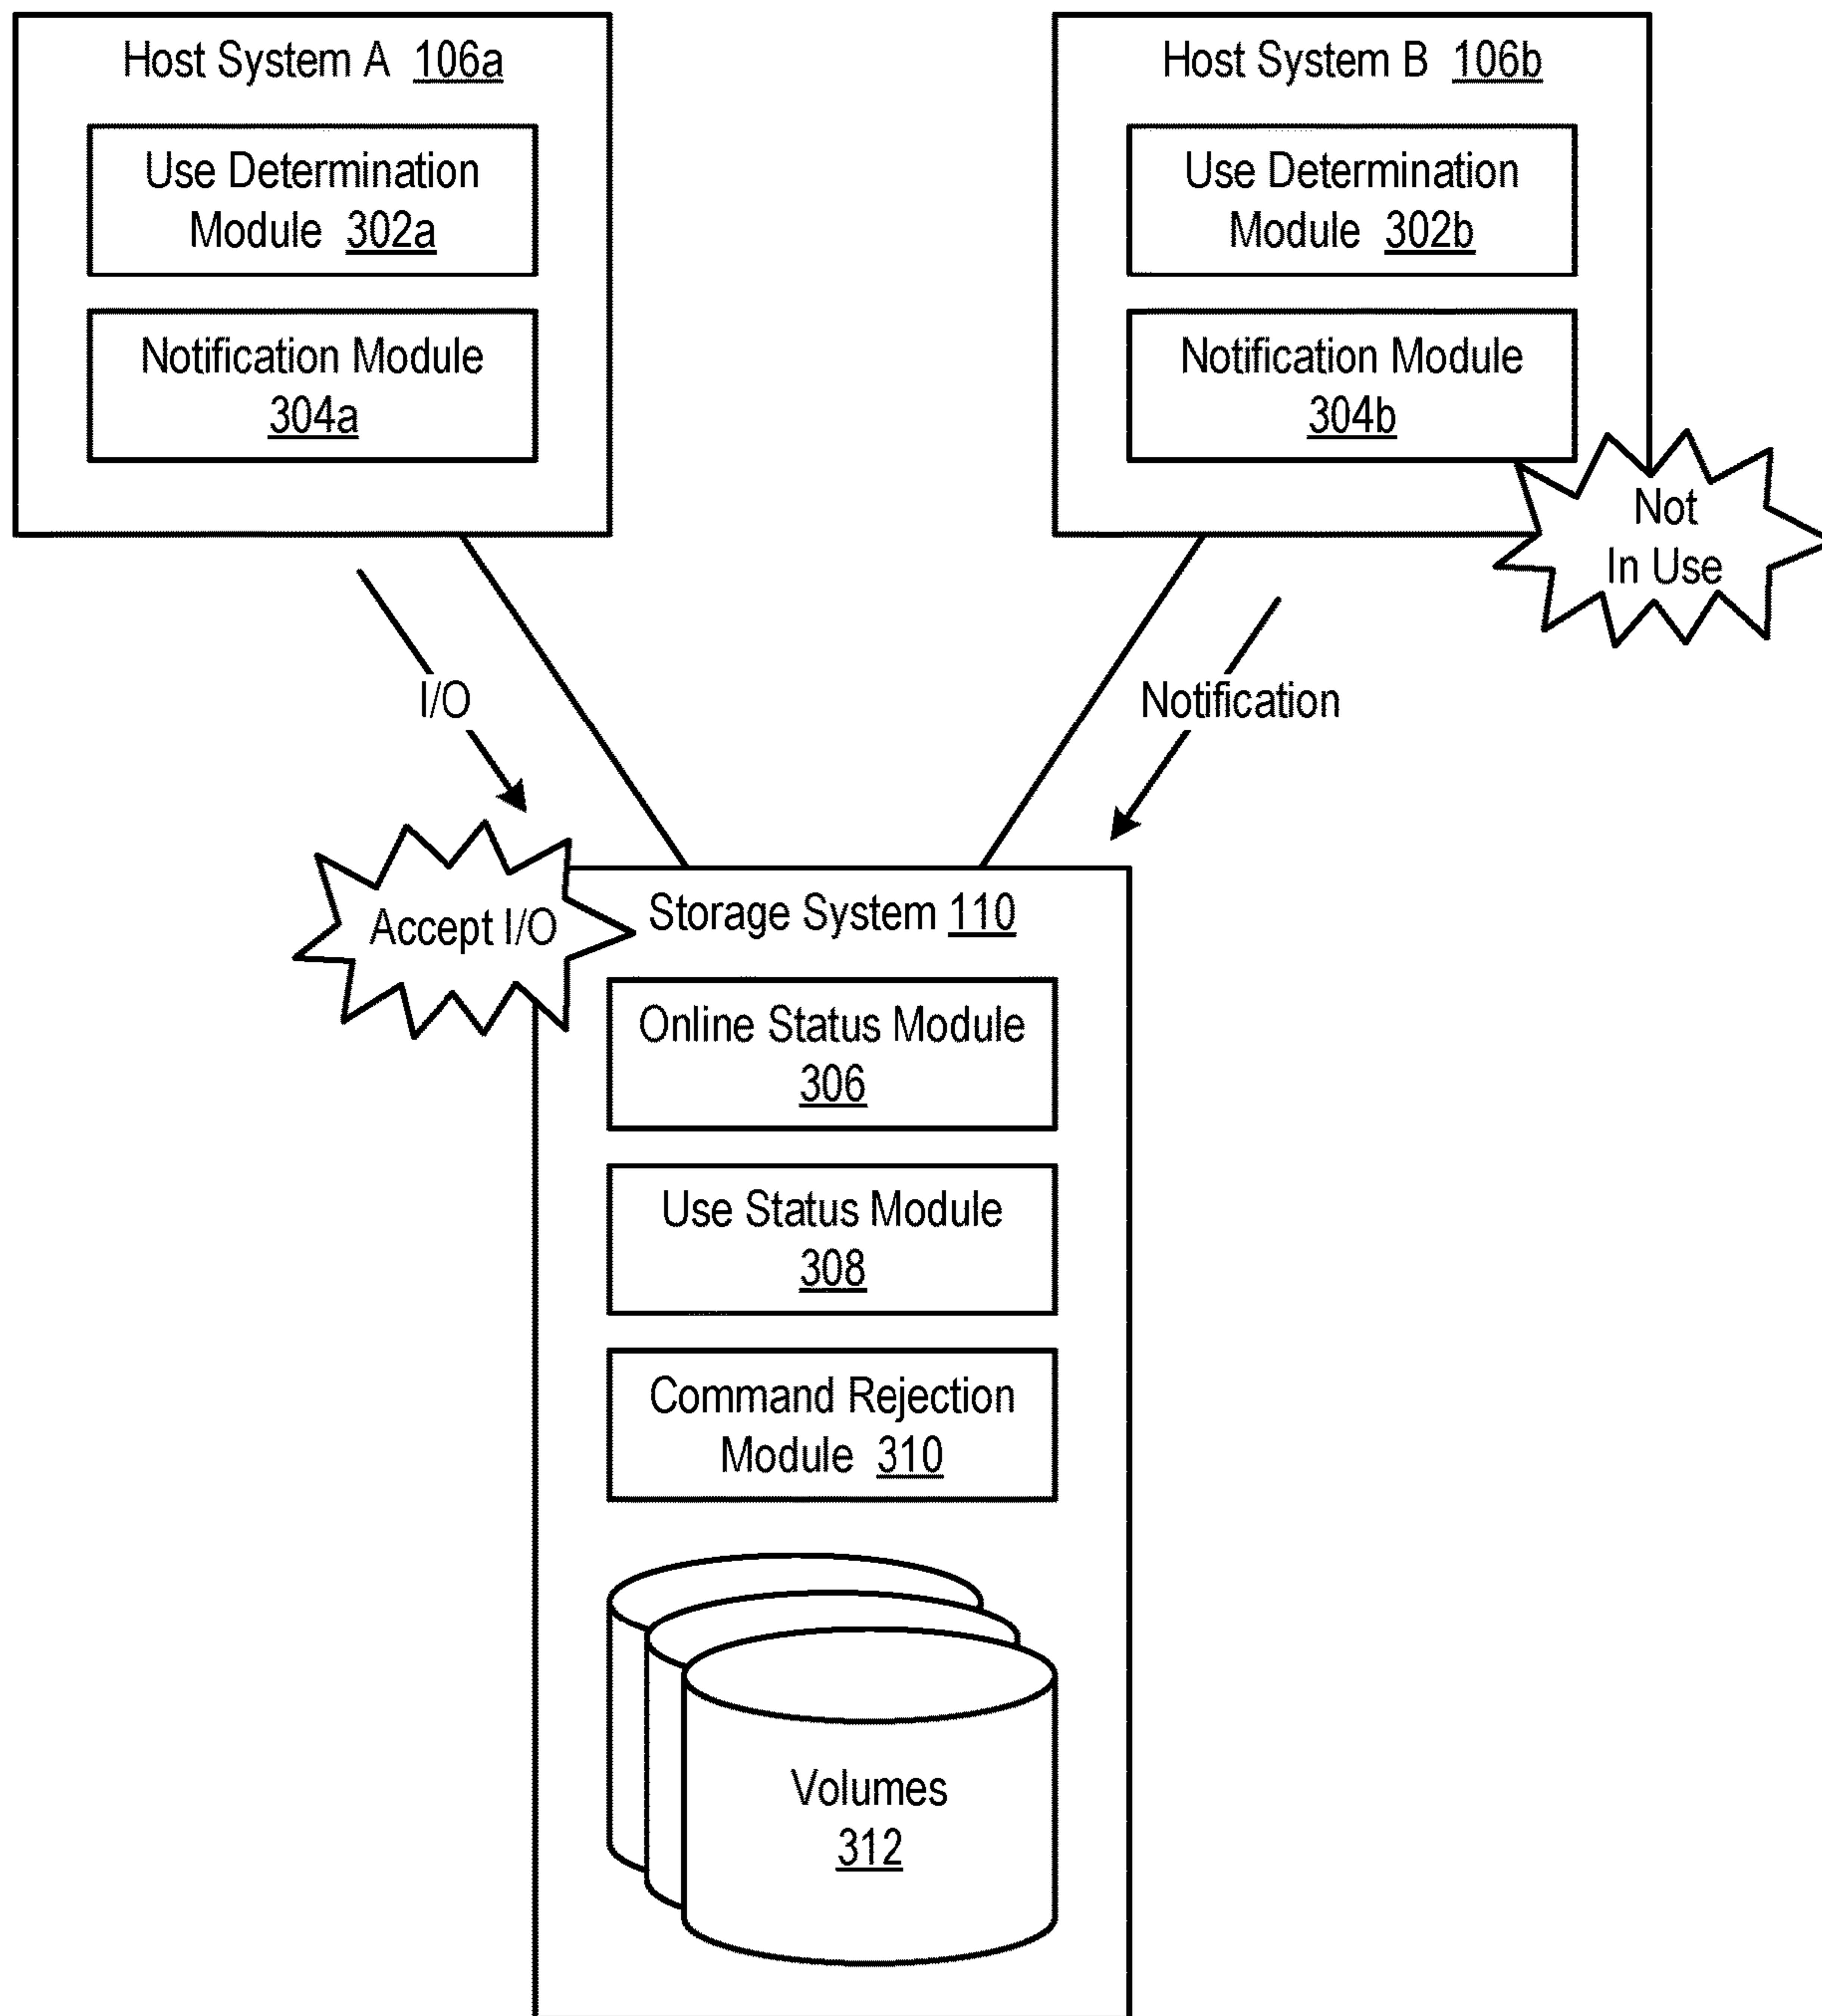 Host System A 106a
Use Determination
Module 302a
Notification Module
304a
Host System B 106b
Use Determination
Module 302b
Notification Module
304b
Not
In Use
I/O
Notification
Accept I/O
Storage System 110
Online Status Module
306
Use Status Module
308
Command Rejection
Module 310
Volumes
312